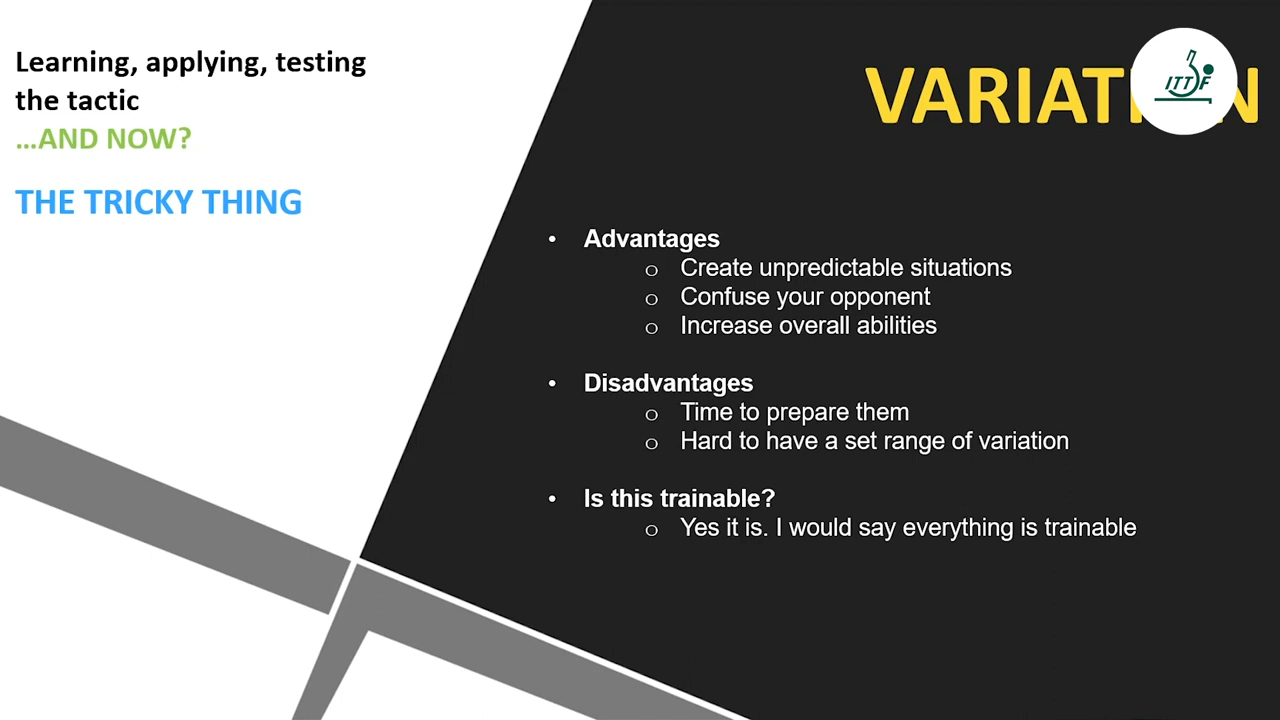 Learning, applying, testing
the tactic
...AND NOW?
THE TRICKY THING
ITTF
• Advantages
o Create unpredictable situations
o Confuse your opponent
o Increase overall abilities
• Disadvantages
o Time to prepare them
o Hard to have a set range of variation
• Is this trainable?
o Yes it is. I would say everything is trainable